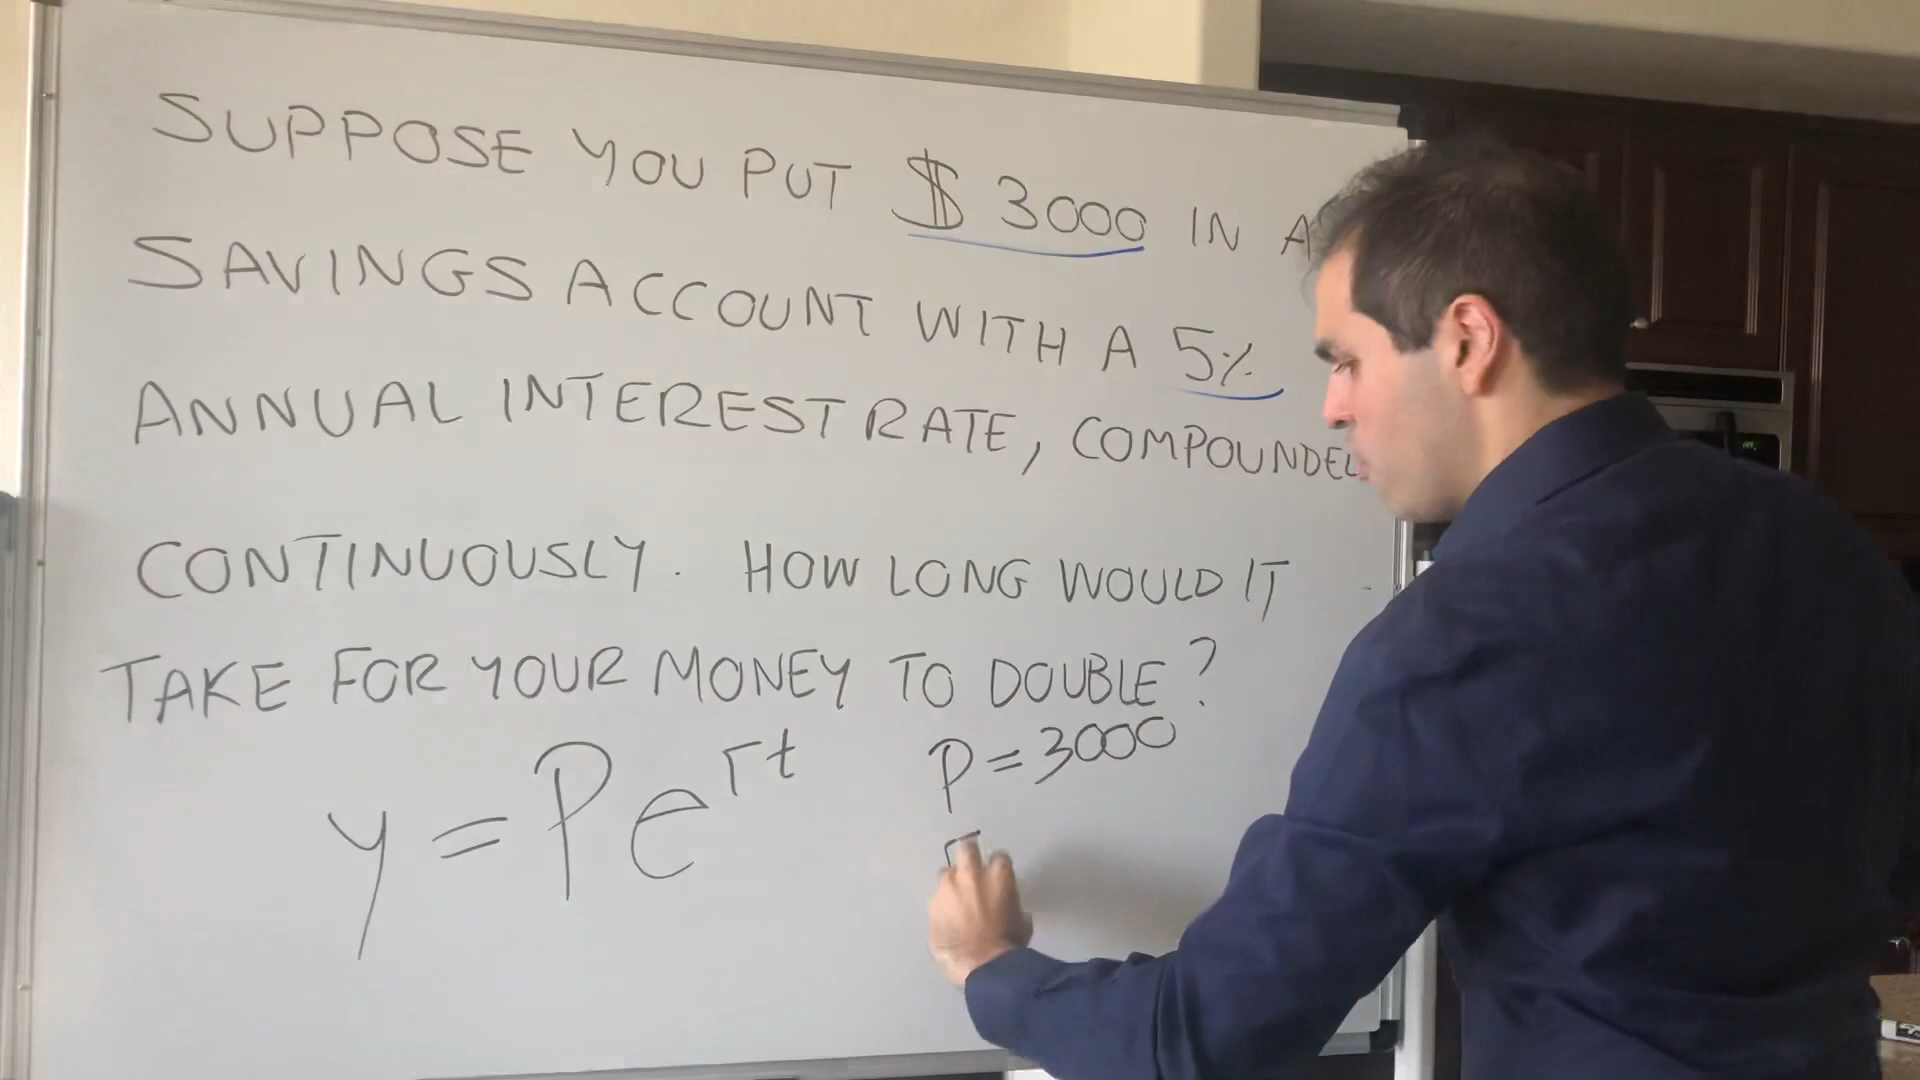 SUPPOSE YOU PUT $3000 IN A
SAVINGS ACCOUNT WITH A 5%
ANNUAL INTEREST RATE, COMPOUNDED
CONTINUOUSLY. HOW LONG WOULD IT
TAKE FOR YOUR MONEY TO DOUBLE?
y = Pe^rt
P = 3000
r